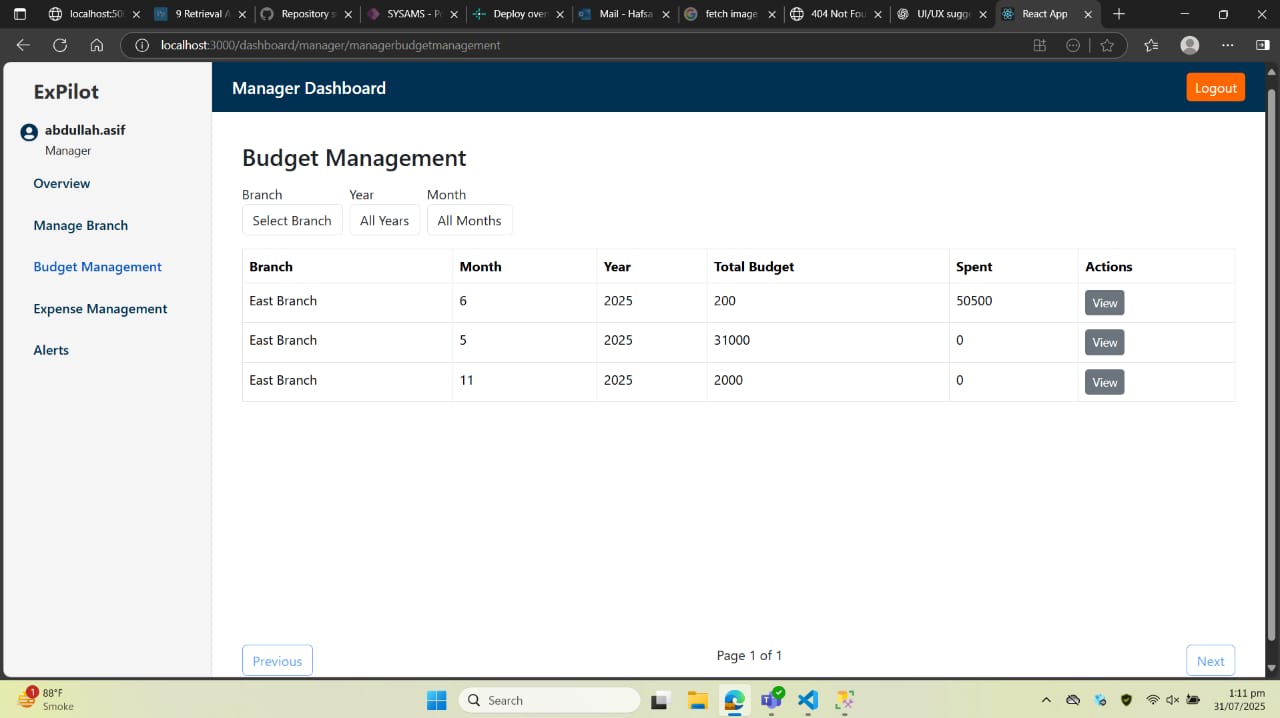 localhost:50
9 Retrieval A
Repository s
SYSAMS - Po
Deploy over
Mail - Hafsa
fetch image
404 Not Fou
UI/UX sugg
React App
localhost:3000/dashboard/manager/managerbudgetmanagement
ExPilot
abdullah.asif
Manager
Overview
Manage Branch
Budget Management
Expense Management
Alerts
Manager Dashboard
Logout
Budget Management
Branch Year Month
Select Branch All Years All Months
Branch Month Year Total Budget Spent Actions
East Branch 6 2025 200 50500 View
East Branch 5 2025 31000 0 View
East Branch 11 2025 2000 0 View
Previous Page 1 of 1 Next
1
88°F
Smoke
Search
1:11 pm
31/07/2025